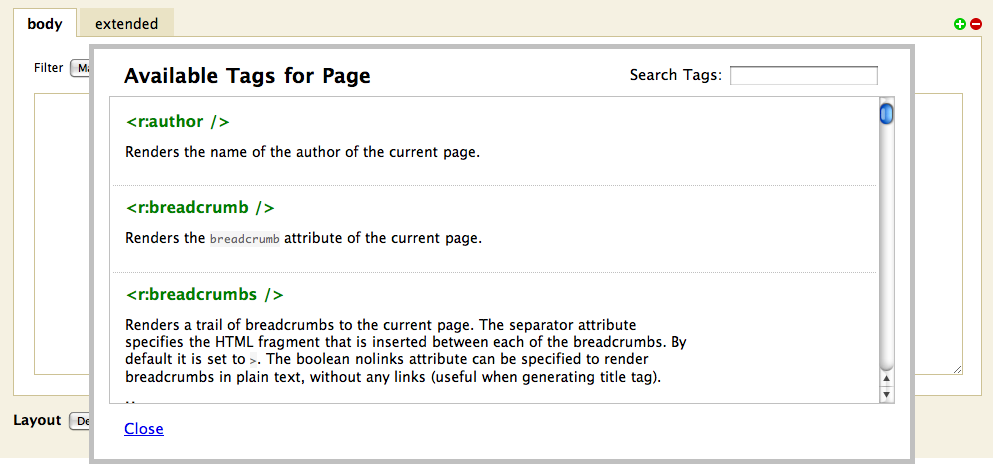 body extended
Available Tags for Page Search Tags:
Filter
<r:author />
Renders the name of the author of the current page.
<r:breadcrumb />
Renders the breadcrumb attribute of the current page.
<r:breadcrumbs />
Renders a trail of breadcrumbs to the current page. The separator attribute
specifies the HTML fragment that is inserted between each of the breadcrumbs. By
default it is set to >. The boolean nolinks attribute can be specified to render
breadcrumbs in plain text, without any links (useful when generating title tag).
Layout
Close